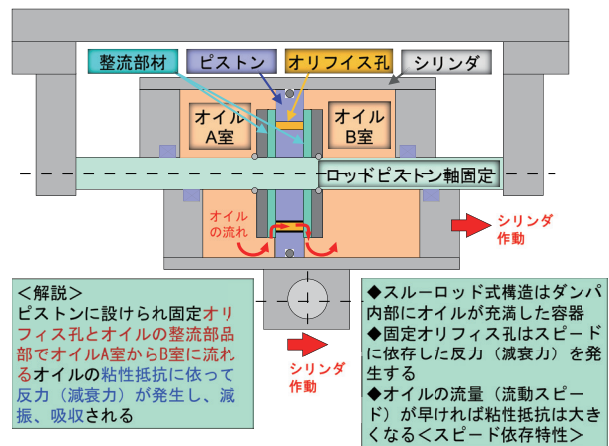 整流部材
ピストン
オリフイス孔
シリンダ
オイル
A室
オイル
B室
ロッドピストン軸固定
オイル
の流れ
シリンダ
作動
シリンダ
作動
＜解説＞
ピストンに設けられ固定オリ
フィス孔とオイルの整流部品
部でオイルA室からB室に流れ
るオイルの粘性抵抗に依って
反力（減衰力）が発生し、減
振、吸収される
◆スルーロッド式構造はダンパ
内部にオイルが充満した容器
◆固定オリフィス孔はスピード
に依存した反力（減衰力）を発
生する
◆オイルの流量（流動スピー
ド）が早ければ粘性抵抗は大き
くなる＜スピード依存特性＞